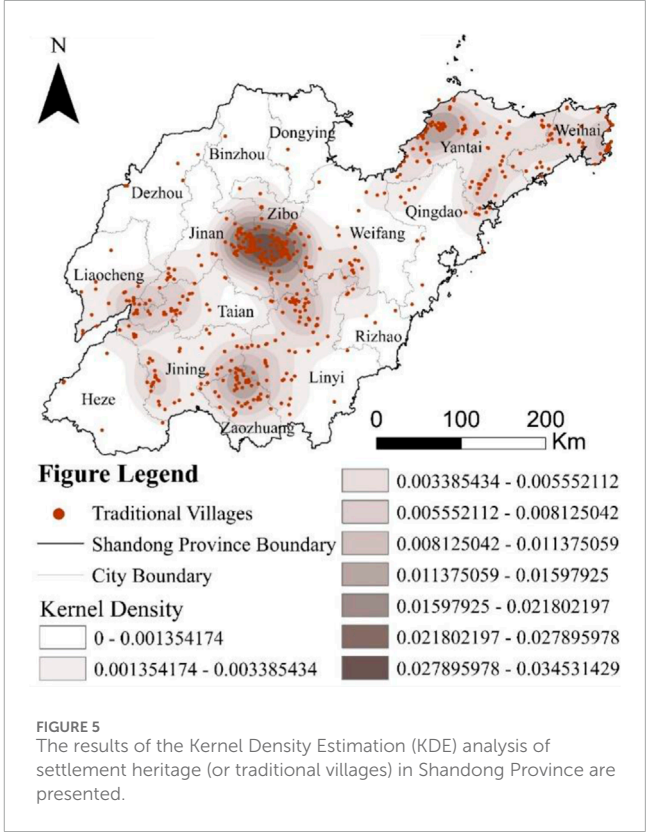 N
Dongying
Binzhou
Weihai
Yantai
Dezhou
Zibo
Qingdao
Jinan
Weifang
Liaocheng
Taian
Rizhao
Jining
Linyi
Heze
Zaozhuang
0 100 200
Km
Figure Legend
Traditional Villages
Shandong Province Boundary
City Boundary
Kernel Density
0 - 0.001354174
0.001354174 - 0.003385434
0.003385434 - 0.005552112
0.005552112 - 0.008125042
0.008125042 - 0.011375059
0.011375059 - 0.01597925
0.01597925 - 0.021802197
0.021802197 - 0.027895978
0.027895978 - 0.034531429
FIGURE 5
The results of the Kernel Density Estimation (KDE) analysis of
settlement heritage (or traditional villages) in Shandong Province are
presented.